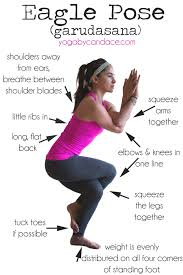 Eagle Pose
(garudasana)
yogabycandace.com
shoulders away
from ears,
breathe between
shoulder blades
squeeze
arms
together
little ribs in
long, flat
back
elbows & knees in
one line
squeeze
the legs
together
tuck toes
if possible
weight is evenly
distributed on all four corners
of standing foot